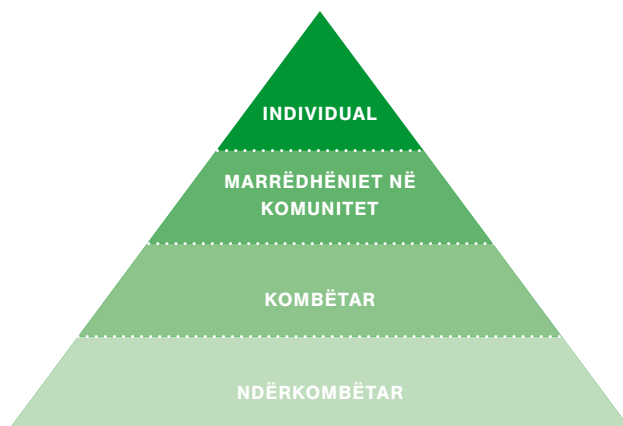 INDIVIDUAL
MARRËDHËNIET NË
KOMUNITET
KOMBËTAR
NDËRKOMBËTAR